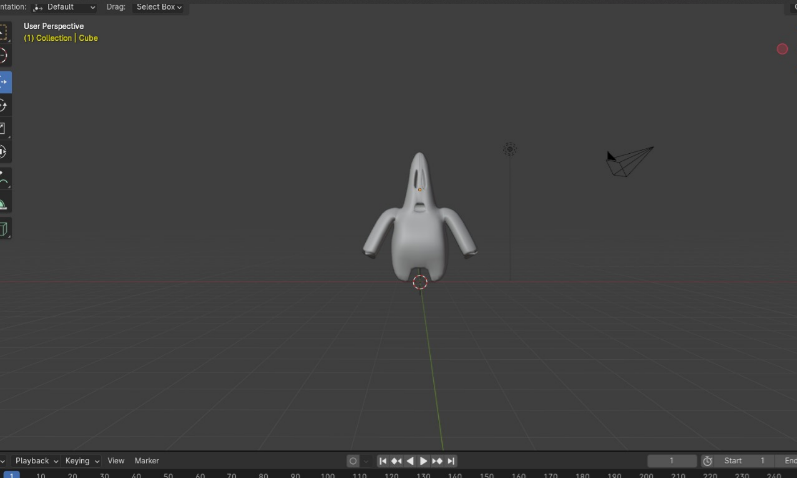 ntation: Default Drag: Select Box
User Perspective
(1) Collection | Cube
Playback Keying View Marker 1 Start 1 End
1 10 20 30 40 50 60 70 80 90 100 110 120 130 140 150 160 170 180 190 200 210 220 230 240